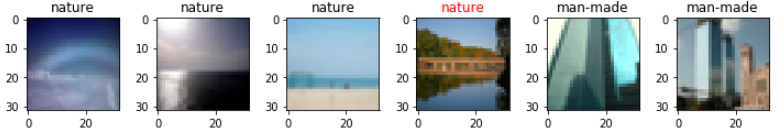 nature nature nature nature man-made man-made
0 0 0 0 0 0
10 10 10 10 10 10
20 20 20 20 20 20
30 30 30 30 30 30
0 20 0 20 0 20 0 20 0 20 0 20